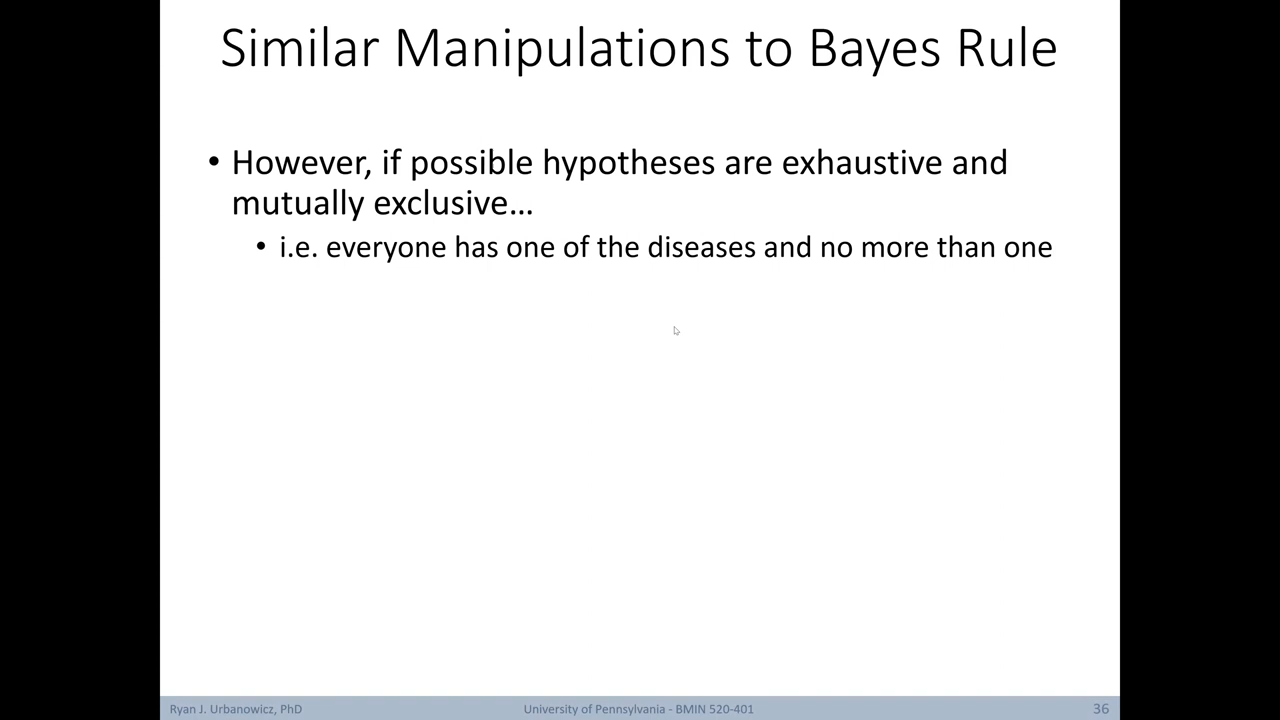 Similar Manipulations to Bayes Rule
• However, if possible hypotheses are exhaustive and
mutually exclusive…
• i.e. everyone has one of the diseases and no more than one
Ryan J. Urbanowicz, PhD
University of Pennsylvania - BMIN 520-401
36